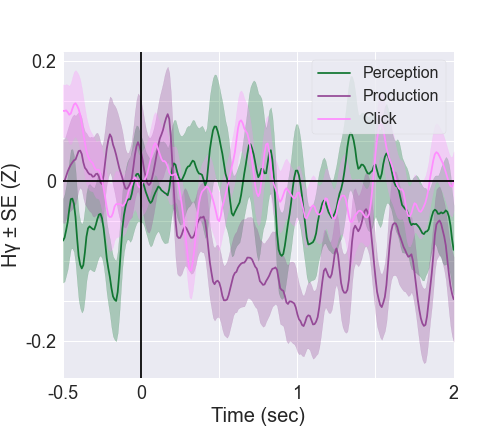 Hγ ± SE (Z)
0.2
0
-0.2
Perception
Production
Click
-0.5
0
1
2
Time (sec)